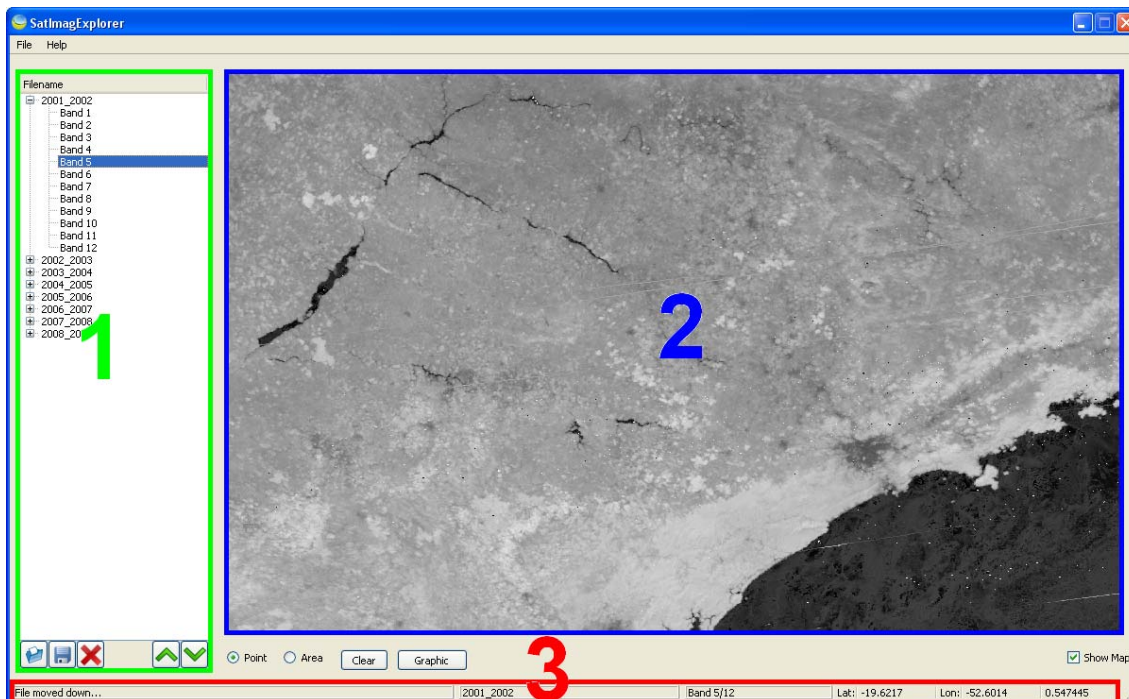 SatImagExplorer
File Help
Filename
2001_2002
Band 1
Band 2
Band 3
Band 4
Band 5
Band 6
Band 7
Band 8
Band 9
Band 10
Band 11
Band 12
2002_2003
2003_2004
2004_2005
2005_2006
2006_2007
2007_2008
1
2
Point Area Clear Graphic Show Map
3
File moved down... 2001_2002 Band 5/12 Lat: -19.6217 Lon: -52.6014 0.547445